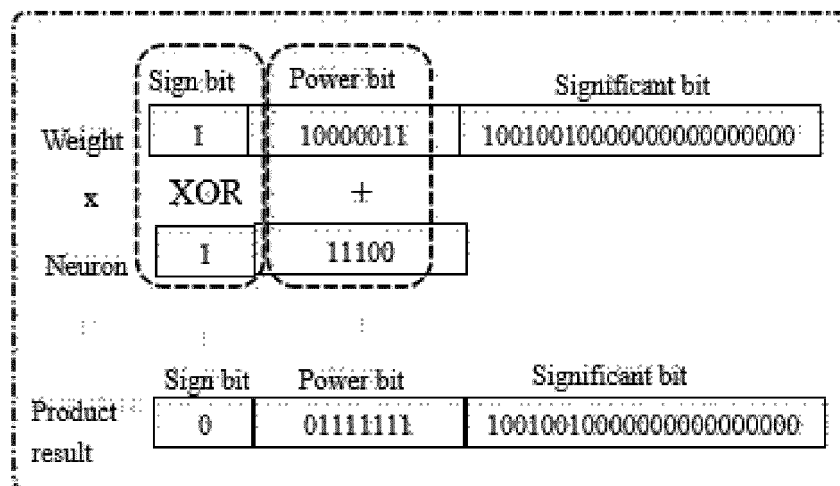 Sign bit Power bit Significant bit
Weight 1 10000011 10010010000000000000000
x XOR +
Neuron 1 11100
Sign bit Power bit Significant bit
Product
result 0 01111111 10010010000000000000000